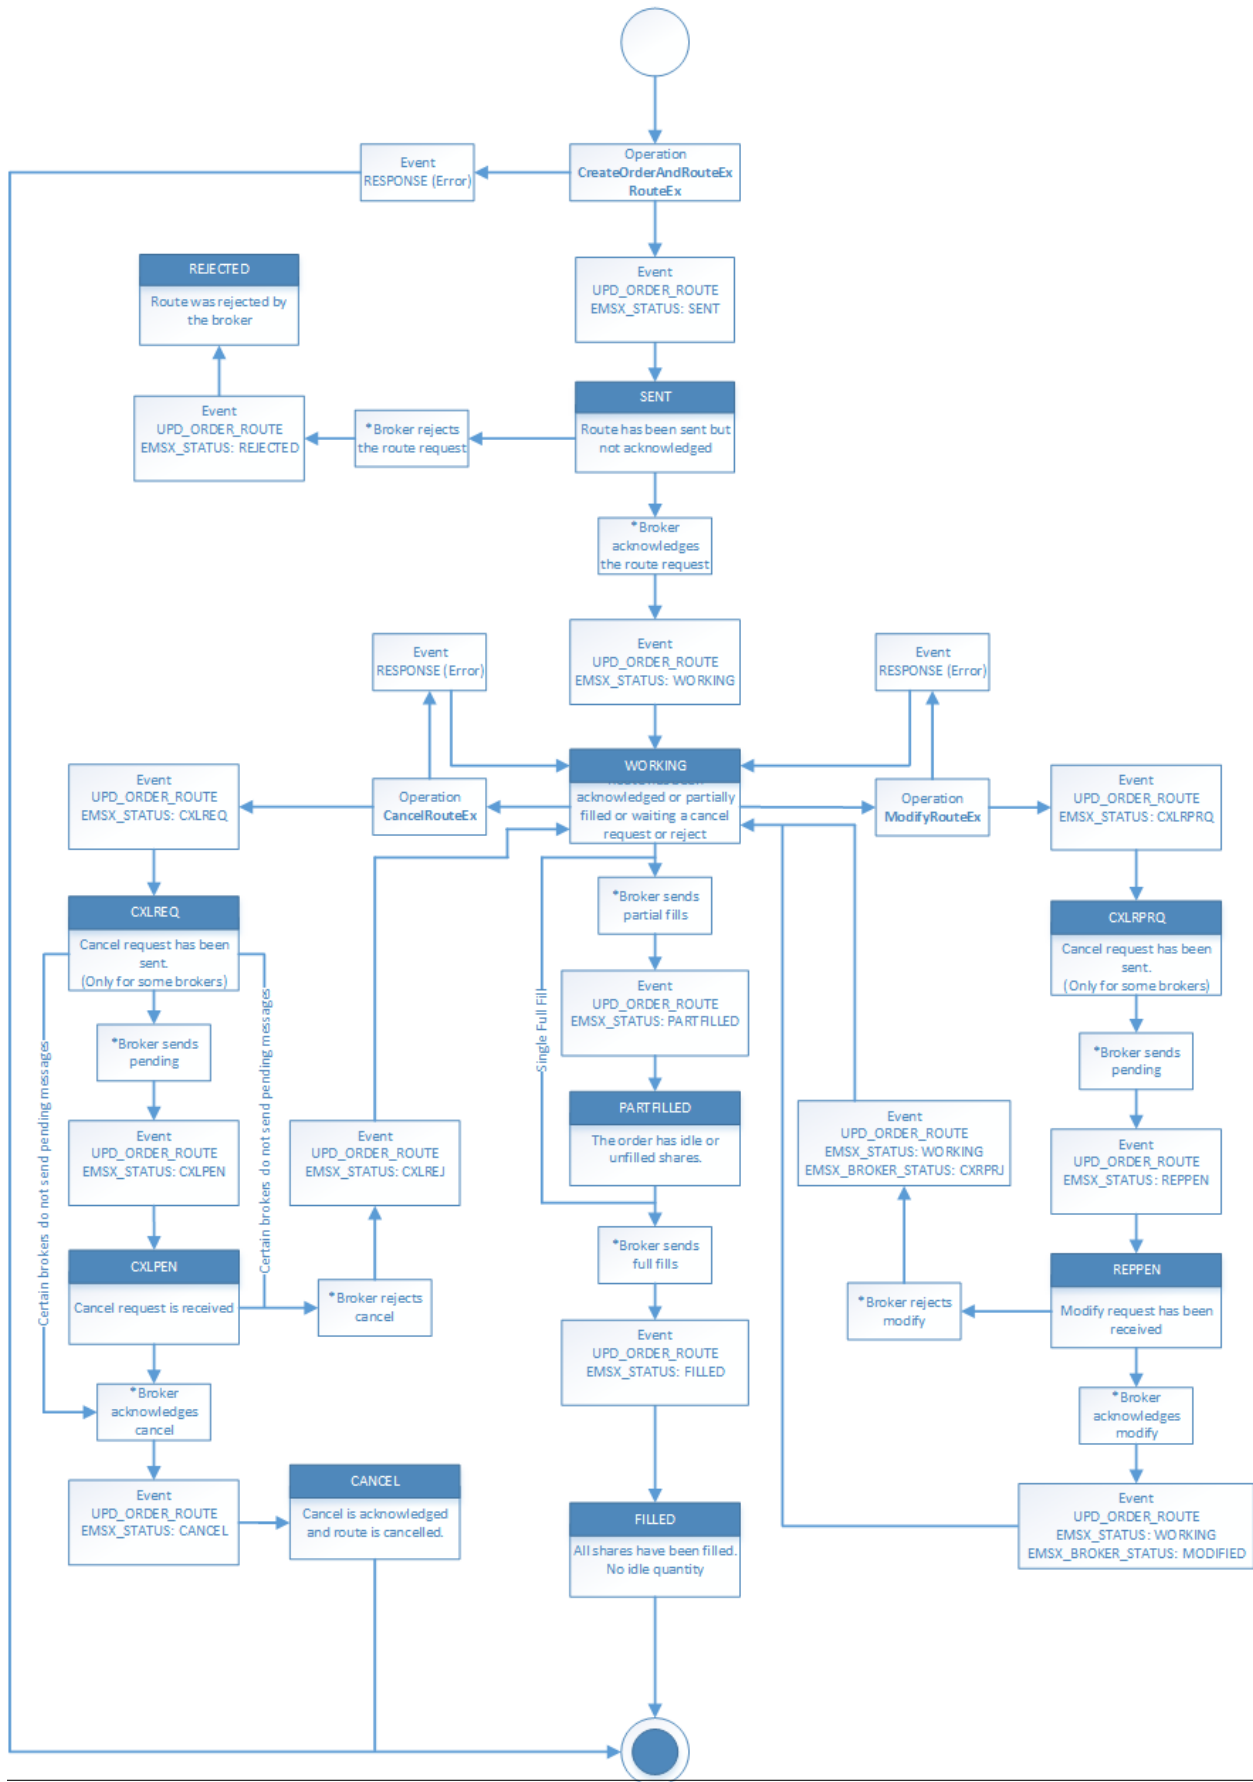 Operation
CreateOrderAndRouteEx
RouteEx
Event
RESPONSE (Error)
Event
UPD_ORDER_ROUTE
EMSX_STATUS: SENT
REJECTED
Route was rejected by
the broker
SENT
Route has been sent but
not acknowledged
*Broker rejects
the route request
Event
UPD_ORDER_ROUTE
EMSX_STATUS: REJECTED
*Broker
acknowledges
the route request
Event
UPD_ORDER_ROUTE
EMSX_STATUS: WORKING
Event
RESPONSE (Error)
Event
RESPONSE (Error)
WORKING
acknowledged or partially
filled or waiting a cancel
request or reject
Operation
CancelRouteEx
Operation
ModifyRouteEx
Event
UPD_ORDER_ROUTE
EMSX_STATUS: CXLREQ
Event
UPD_ORDER_ROUTE
EMSX_STATUS: CXLRPRQ
CXLREQ
Cancel request has been
sent.
(Only for some brokers)
*Broker sends
partial fills
CXLRPRQ
Cancel request has been
sent.
(Only for some brokers)
Certain brokers do not send pending messages
Certain brokers do not send pending messages
Single Full Fill
*Broker sends
pending
Event
UPD_ORDER_ROUTE
EMSX_STATUS: PARTFILLED
*Broker sends
pending
Event
UPD_ORDER_ROUTE
EMSX_STATUS: CXLPEN
Event
UPD_ORDER_ROUTE
EMSX_STATUS: CXLREJ
PARTFILLED
The order has idle or
unfilled shares.
Event
UPD_ORDER_ROUTE
EMSX_STATUS: WORKING
EMSX_BROKER_STATUS: CXRPRJ
Event
UPD_ORDER_ROUTE
EMSX_STATUS: REPPEN
CXLPEN
Cancel request is received
*Broker rejects
cancel
*Broker sends
full fills
*Broker rejects
modify
REPPEN
Modify request has been
received
Event
UPD_ORDER_ROUTE
EMSX_STATUS: FILLED
*Broker
acknowledges
cancel
*Broker
acknowledges
modify
Event
UPD_ORDER_ROUTE
EMSX_STATUS: CANCEL
CANCEL
Cancel is acknowledged
and route is cancelled.
FILLED
All shares have been filled.
No idle quantity
Event
UPD_ORDER_ROUTE
EMSX_STATUS: WORKING
EMSX_BROKER_STATUS: MODIFIED